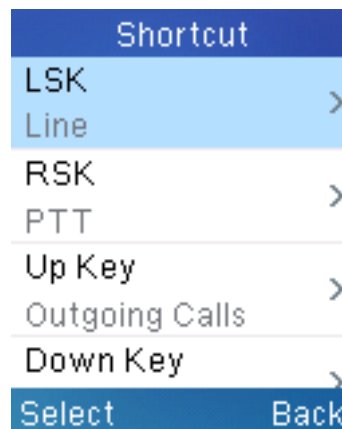 Shortcut
LSK
Line
RSK
PTT
Up Key
Outgoing Calls
Down Key
Select Back